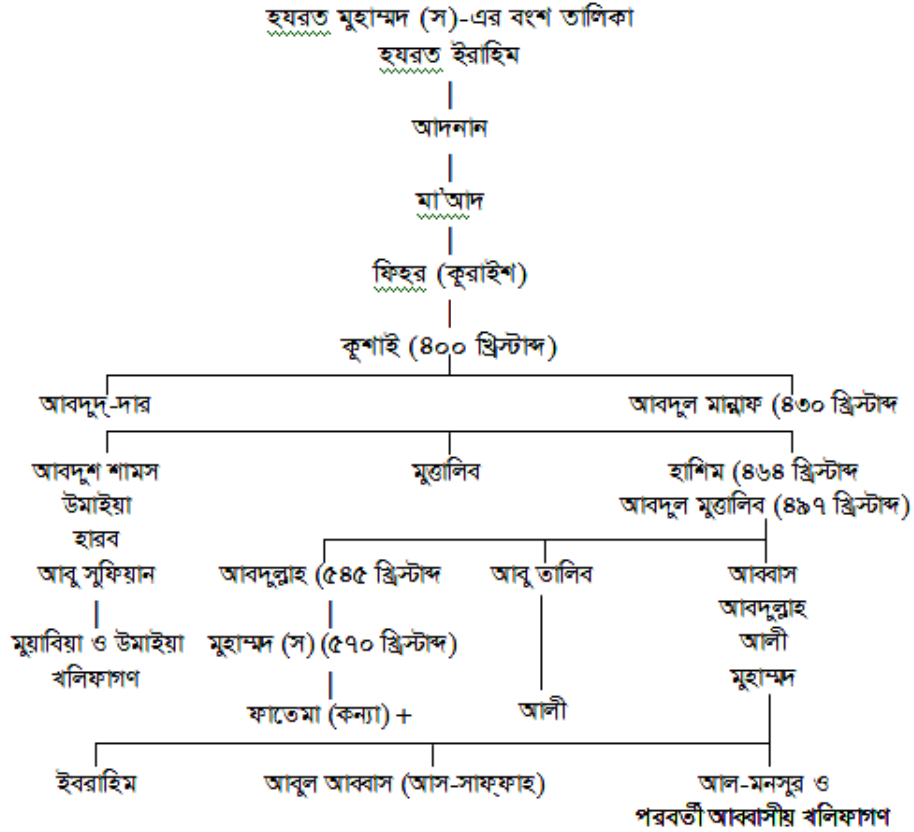 হযরত মুহাম্মদ (স)-এর বংশ তালিকা
হযরত ইরাহিম
আদনান
মা'আদ
ফিহর (কূরাইশ)
কূশাই (৪০০ খ্রিস্টাব্দ)
আবদুদ্-দার আবদুল মান্নাফ (৪৩০ খ্রিস্টাব্দ
আবদুশ শামস মুত্তালিব হাশিম (৪৬৪ খ্রিস্টাব্দ
উমাইয়া আবদুল মুত্তালিব (৪৯৭ খ্রিস্টাব্দ)
হারব
আবু সুফিয়ান আবদুল্লাহ (৫৪৫ খ্রিস্টাব্দ আবু তালিব আব্বাস
আবদুল্লাহ
মুয়াবিয়া ও উমাইয়া মুহাম্মদ (স) (৫৭০ খ্রিস্টাব্দ) আলী
খলিফাগণ মুহাম্মদ
ফাতেমা (কন্যা) + আলী
ইবরাহিম আবুল আব্বাস (আস-সাফ্ফাহ) আল-মনসুর ও
পরবর্তী আব্বাসীয় খলিফাগণ